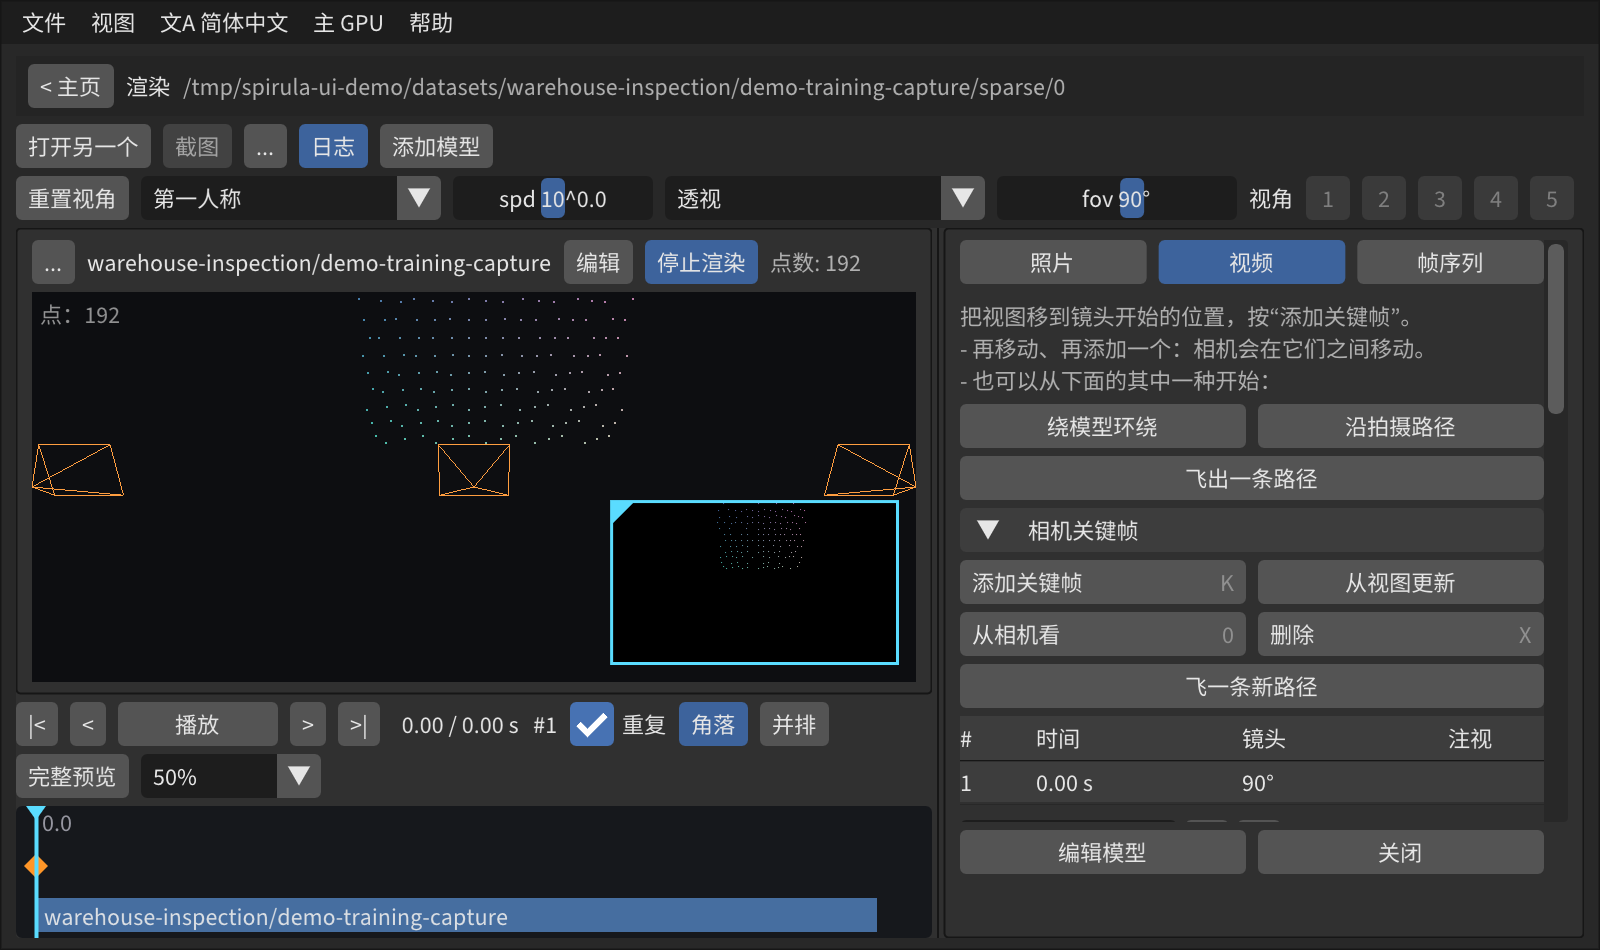 文件 视图 文A 简体中文 主 GPU 帮助
< 主页 渲染 /tmp/spirula-ui-demo/datasets/warehouse-inspection/demo-training-capture/sparse/0
打开另一个 截图 ... 日志 添加模型
重置视角 第一人称 spd 10^0.0 透视 fov 90° 视角 1 2 3 4 5
... warehouse-inspection/demo-training-capture 编辑 停止渲染 点数: 192
点：192
照片 视频 帧序列
把视图移到镜头开始的位置，按“添加关键帧”。
- 再移动、再添加一个：相机会在它们之间移动。
- 也可以从下面的其中一种开始：
绕模型环绕 沿拍摄路径
飞出一条路径
相机关键帧
添加关键帧 K 从视图更新
从相机看 0 删除 X
飞一条新路径
# 时间 镜头 注视
1 0.00 s 90°
编辑模型 关闭
|< < 播放 > >| 0.00 / 0.00 s #1 重复 角落 并排
完整预览 50%
0.0
warehouse-inspection/demo-training-capture